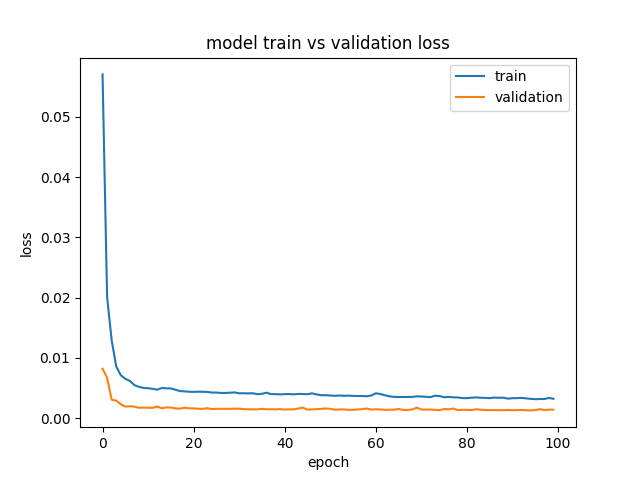 model train vs validation loss
train
validation
loss
0.05
0.04
0.03
0.02
0.01
0.00
0 20 40 60 80 100
epoch